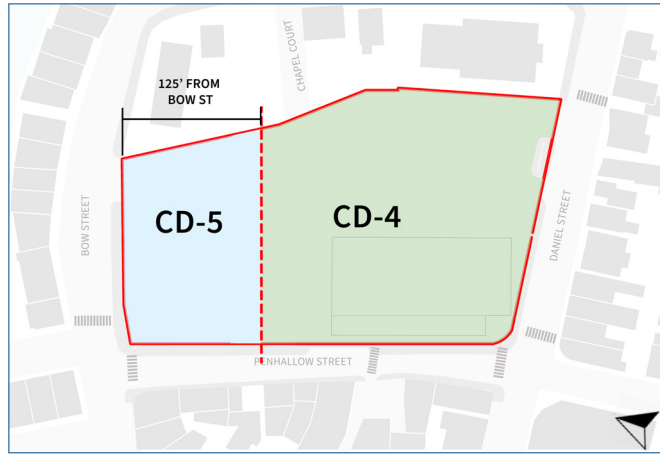 125' FROM
BOW ST
CHAPEL COURT
CD-5
CD-4
BOW STREET
DANIEL STREET
PENHALLOW STREET